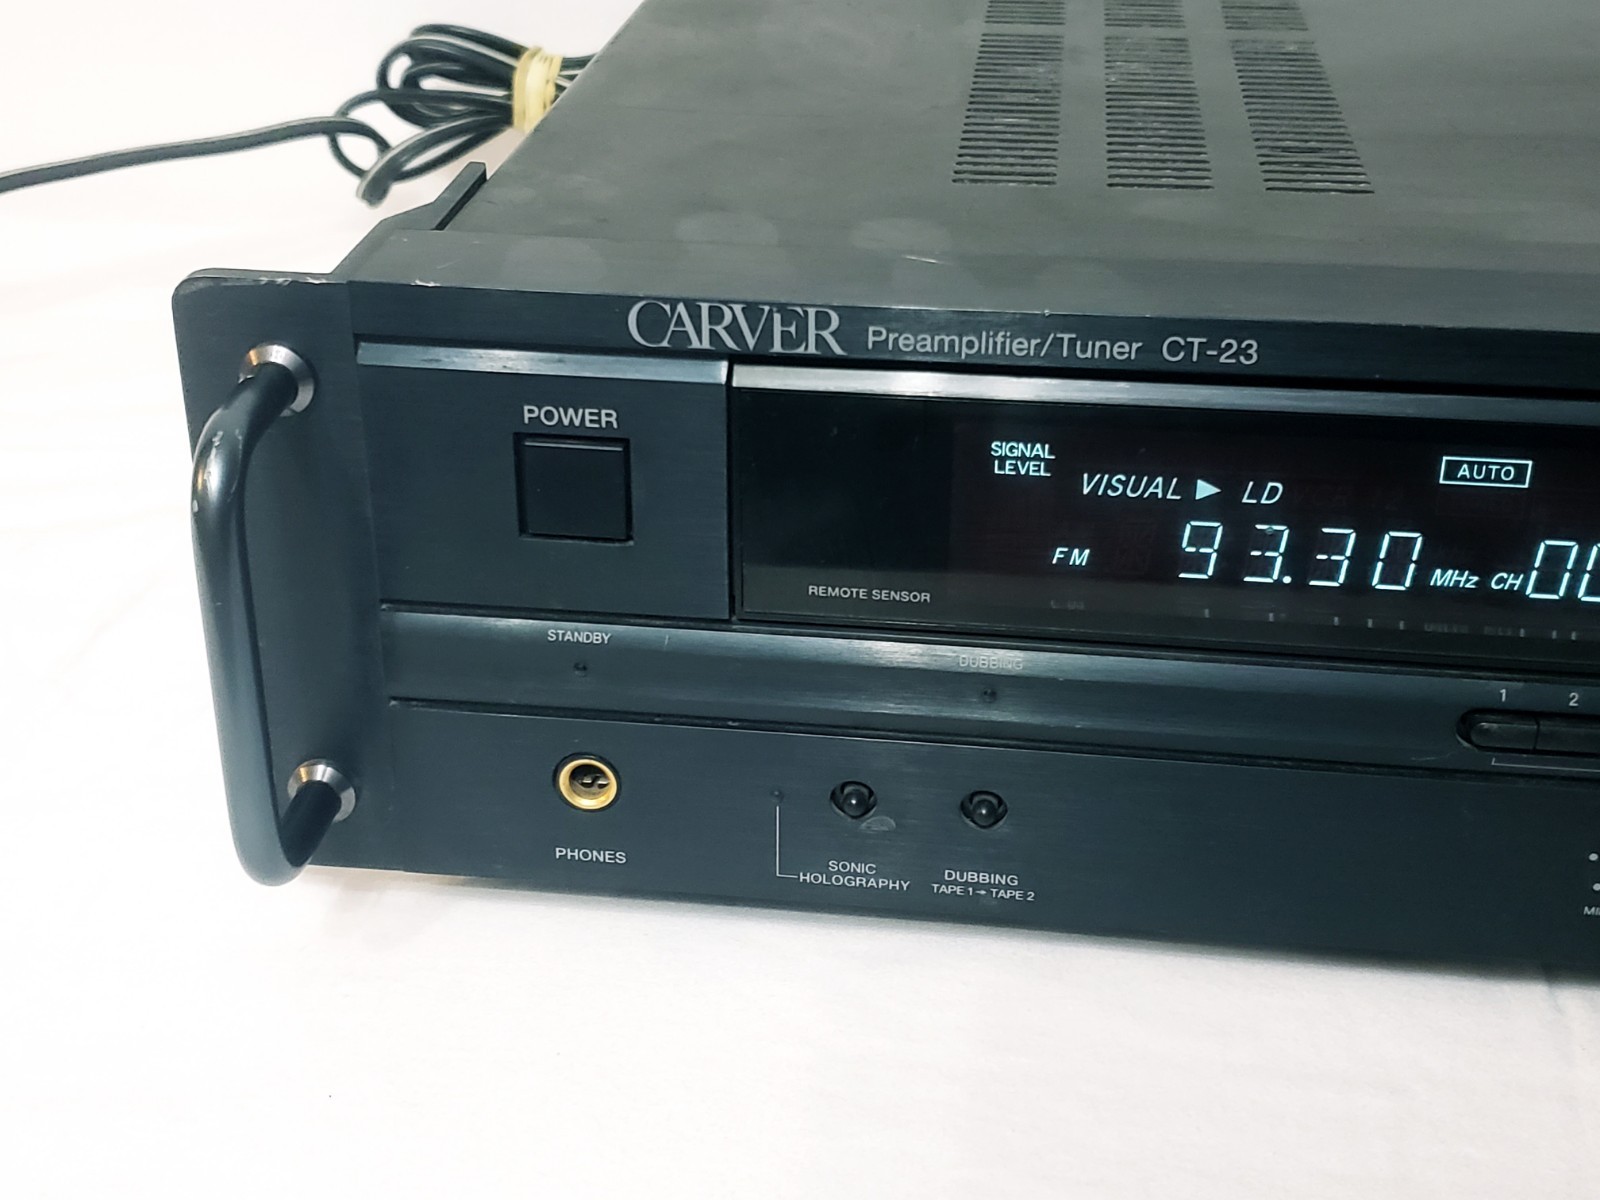 CARVER Preamplifier/Tuner CT-23
POWER
SIGNAL
LEVEL
VISUAL ▶ LD
AUTO
FM 93.30 MHz CH 00
REMOTE SENSOR
STANDBY
DUBBING
1 2
PHONES
SONIC
HOLOGRAPHY
DUBBING
TAPE 1→TAPE 2